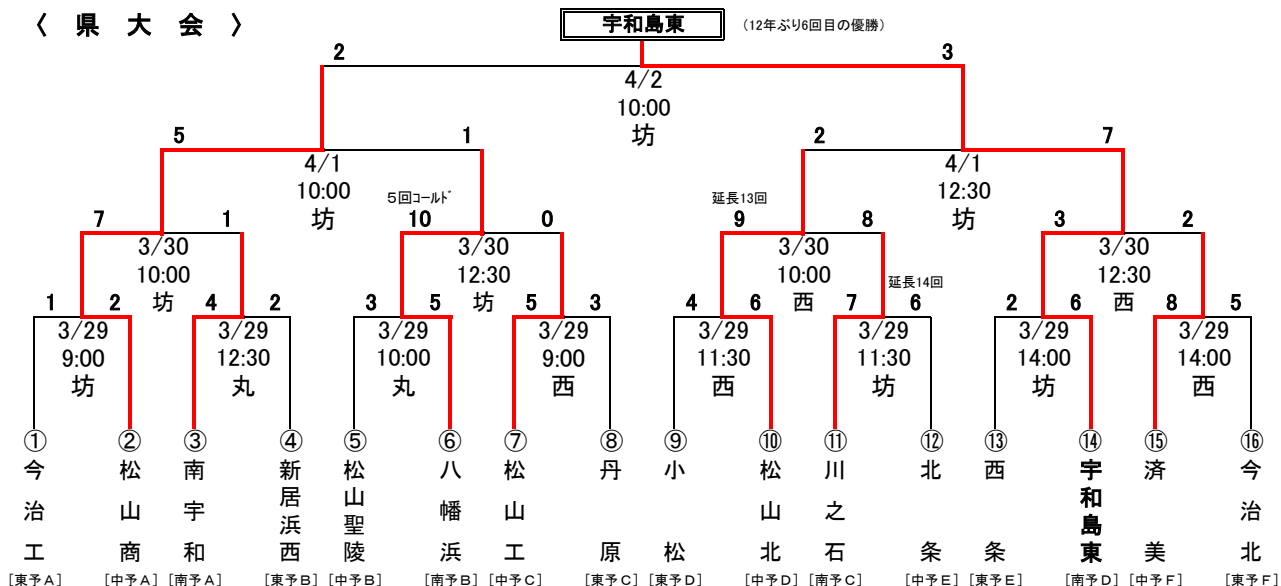 〈 県 大 会 〉
宇和島東
(12年ぶり6回目の優勝)
2 3
4/2
10:00
坊
5 1 2 7
4/1 4/1
10:00 12:30
坊 坊
5回ｺｰﾙﾄﾞ 延長13回
7 1 10 0 9 8 3 2
3/30 3/30 3/30 3/30
10:00 12:30 10:00 12:30
坊 坊 西 西
延長14回
1 2 4 2 3 5 5 3 4 6 7 6 2 6 8 5
3/29 3/29 3/29 3/29 3/29 3/29 3/29 3/29
9:00 12:30 10:00 9:00 11:30 11:30 14:00 14:00
坊 丸 丸 西 西 坊 坊 西
① ② ③ ④ ⑤ ⑥ ⑦ ⑧ ⑨ ⑩ ⑪ ⑫ ⑬ ⑭ ⑮ ⑯
今治工
松山商
南宇和
新居浜西
松山聖陵
八幡浜
松山工
丹原
小松
松山北
川之石
北条
西条
宇和島東
済美
今治北
[東予Ａ] [中予Ａ] [南予Ａ] [東予Ｂ] [中予Ｂ] [南予Ｂ] [中予Ｃ] [東予Ｃ] [東予Ｄ] [中予Ｄ] [南予Ｃ] [中予Ｅ] [東予Ｅ] [南予Ｄ] [中予Ｆ] [東予Ｆ]